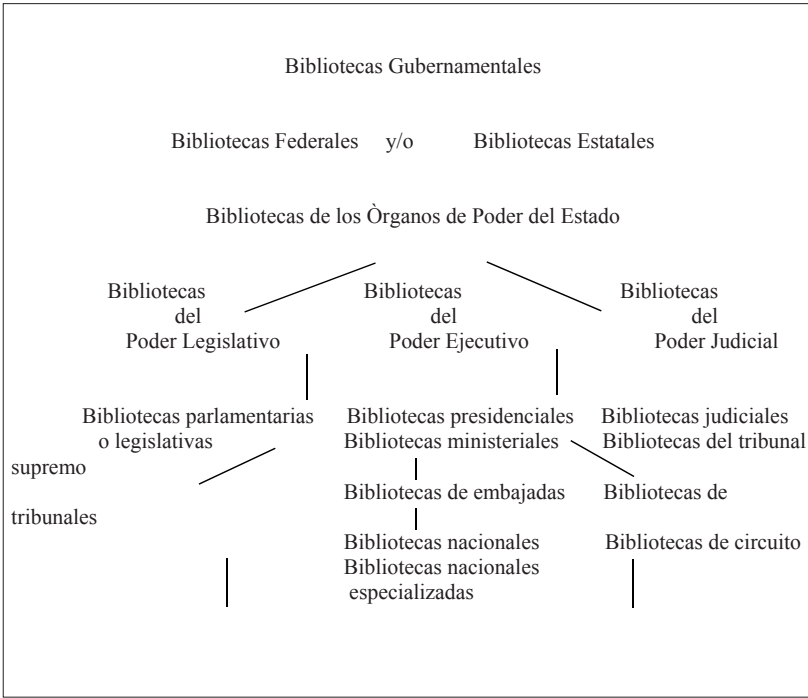 Bibliotecas Gubernamentales
Bibliotecas Federales y/o Bibliotecas Estatales
Bibliotecas de los Òrganos de Poder del Estado
Bibliotecas Bibliotecas Bibliotecas
del del del
Poder Legislativo Poder Ejecutivo Poder Judicial
Bibliotecas parlamentarias Bibliotecas presidenciales Bibliotecas judiciales
o legislativas Bibliotecas ministeriales Bibliotecas del tribunal
supremo
Bibliotecas de embajadas Bibliotecas de
tribunales
Bibliotecas nacionales Bibliotecas de circuito
Bibliotecas nacionales
especializadas